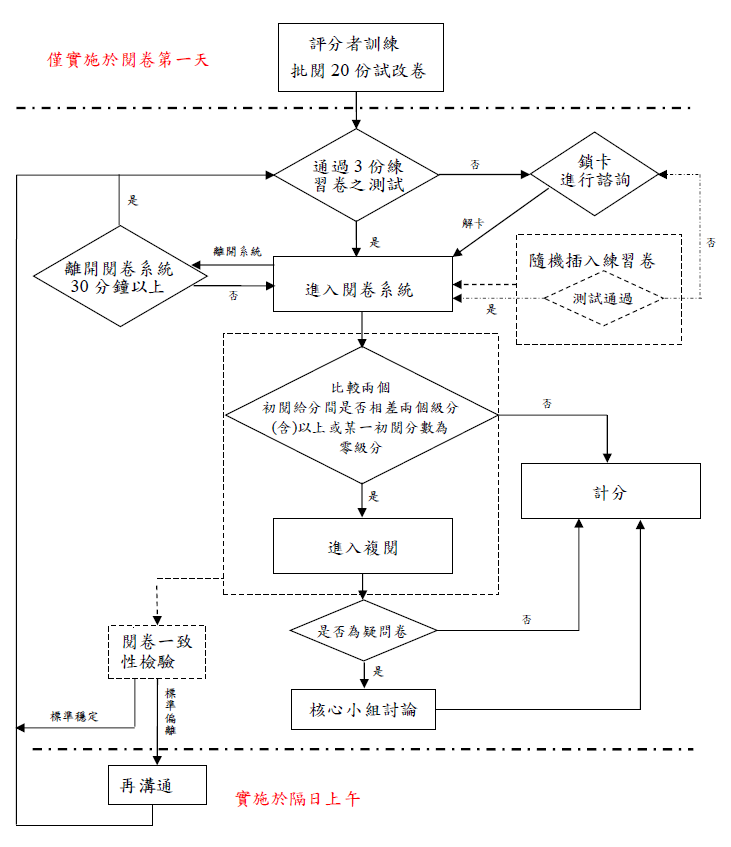 評分者訓練
批閱 20 份試改卷
僅實施於閱卷第一天
通過 3 份練
習卷之測試
否
鎖卡
進行諮詢
是
解卡
是
離開系統
離開閱卷系統
30 分鐘以上
否
進入閱卷系統
隨機插入練習卷
測試通過
是
否
比較兩個
初閱給分間是否相差兩個級分
(含)以上或某一初閱分數為
零級分
否
是
計分
進入複閱
是否為疑問卷
否
是
核心小組討論
閱卷一致
性檢驗
標準穩定
標準偏離
再溝通
實施於隔日上午